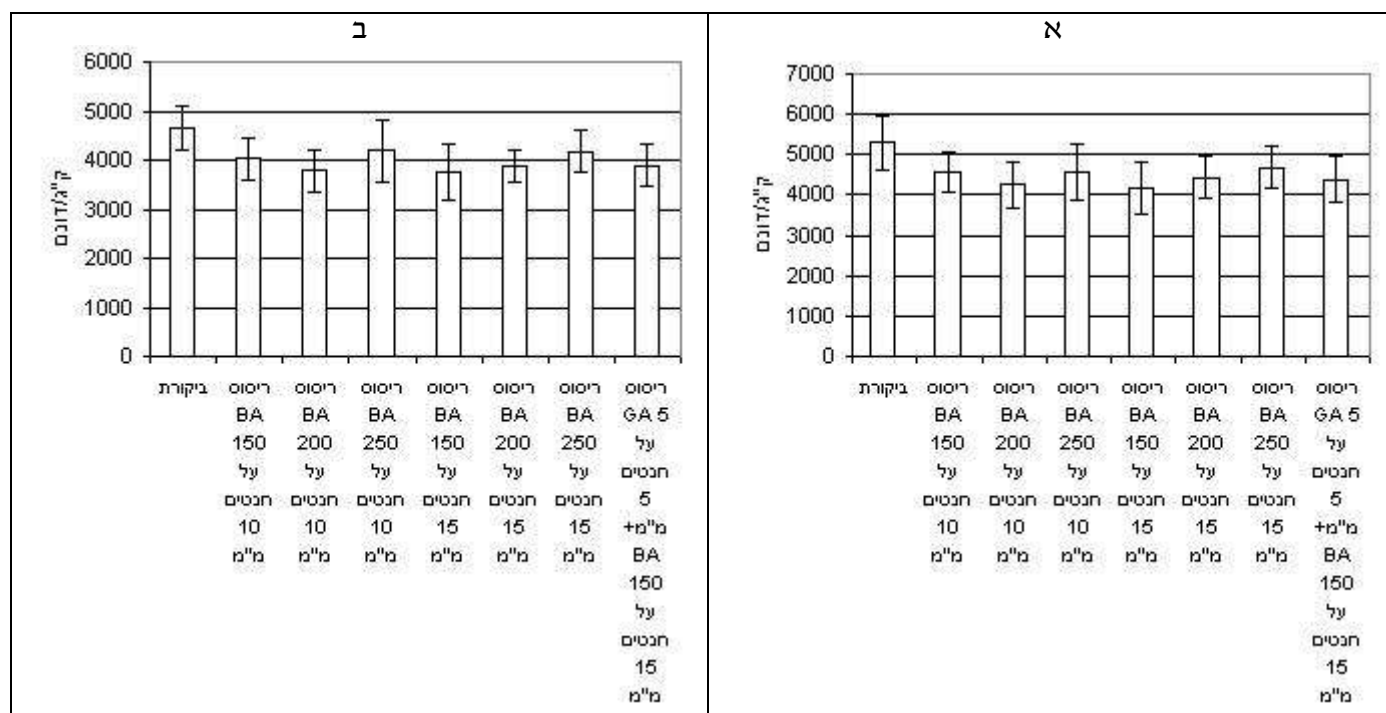 א
7000
6000
5000
4000
3000
2000
1000
0
ק"ג/דונם
ביקורת
ריסוס
BA
150
על
חנטים
10
מ"מ
ריסוס
BA
200
על
חנטים
10
מ"מ
ריסוס
BA
250
על
חנטים
10
מ"מ
ריסוס
BA
150
על
חנטים
15
מ"מ
ריסוס
BA
200
על
חנטים
15
מ"מ
ריסוס
BA
250
על
חנטים
15
מ"מ
ריסוס
GA 5
על
חנטים
5
מ"מ+
BA
150
על
חנטים
15
מ"מ
ב
6000
5000
4000
3000
2000
1000
0
ק"ג/דונם
ביקורת
ריסוס
BA
150
על
חנטים
10
מ"מ
ריסוס
BA
200
על
חנטים
10
מ"מ
ריסוס
BA
250
על
חנטים
10
מ"מ
ריסוס
BA
150
על
חנטים
15
מ"מ
ריסוס
BA
200
על
חנטים
15
מ"מ
ריסוס
BA
250
על
חנטים
15
מ"מ
ריסוס
GA 5
על
חנטים
5
מ"מ+
BA
150
על
חנטים
15
מ"מ